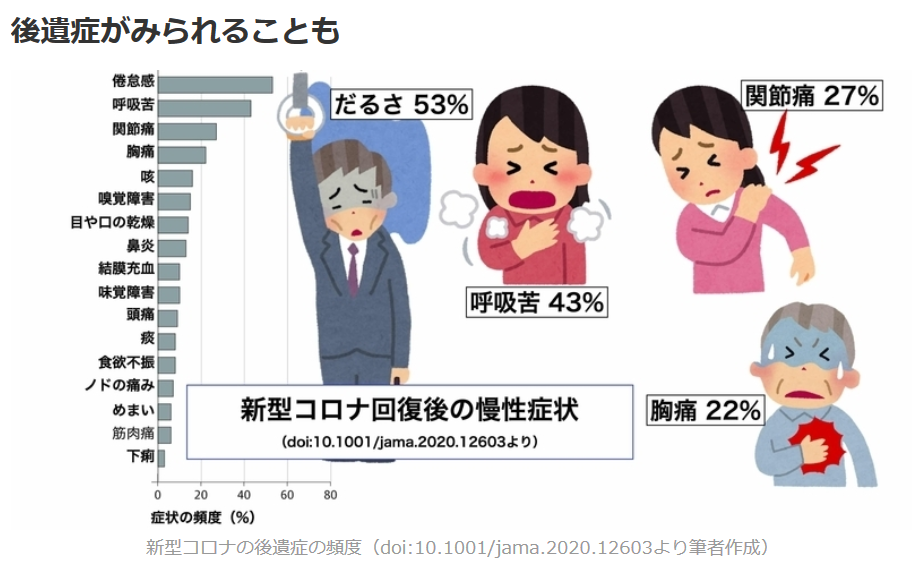 後遺症がみられることも
倦怠感
呼吸苦
関節痛
胸痛
咳
嗅覚障害
目や口の乾燥
鼻炎
結膜充血
味覚障害
頭痛
痰
食欲不振
ノドの痛み
めまい
筋肉痛
下痢
0 20 40 60 80
症状の頻度（%）
だるさ 53%
呼吸苦 43%
関節痛 27%
胸痛 22%
新型コロナ回復後の慢性症状
（doi:10.1001/jama.2020.12603より）
新型コロナの後遺症の頻度（doi:10.1001/jama.2020.12603より筆者作成）